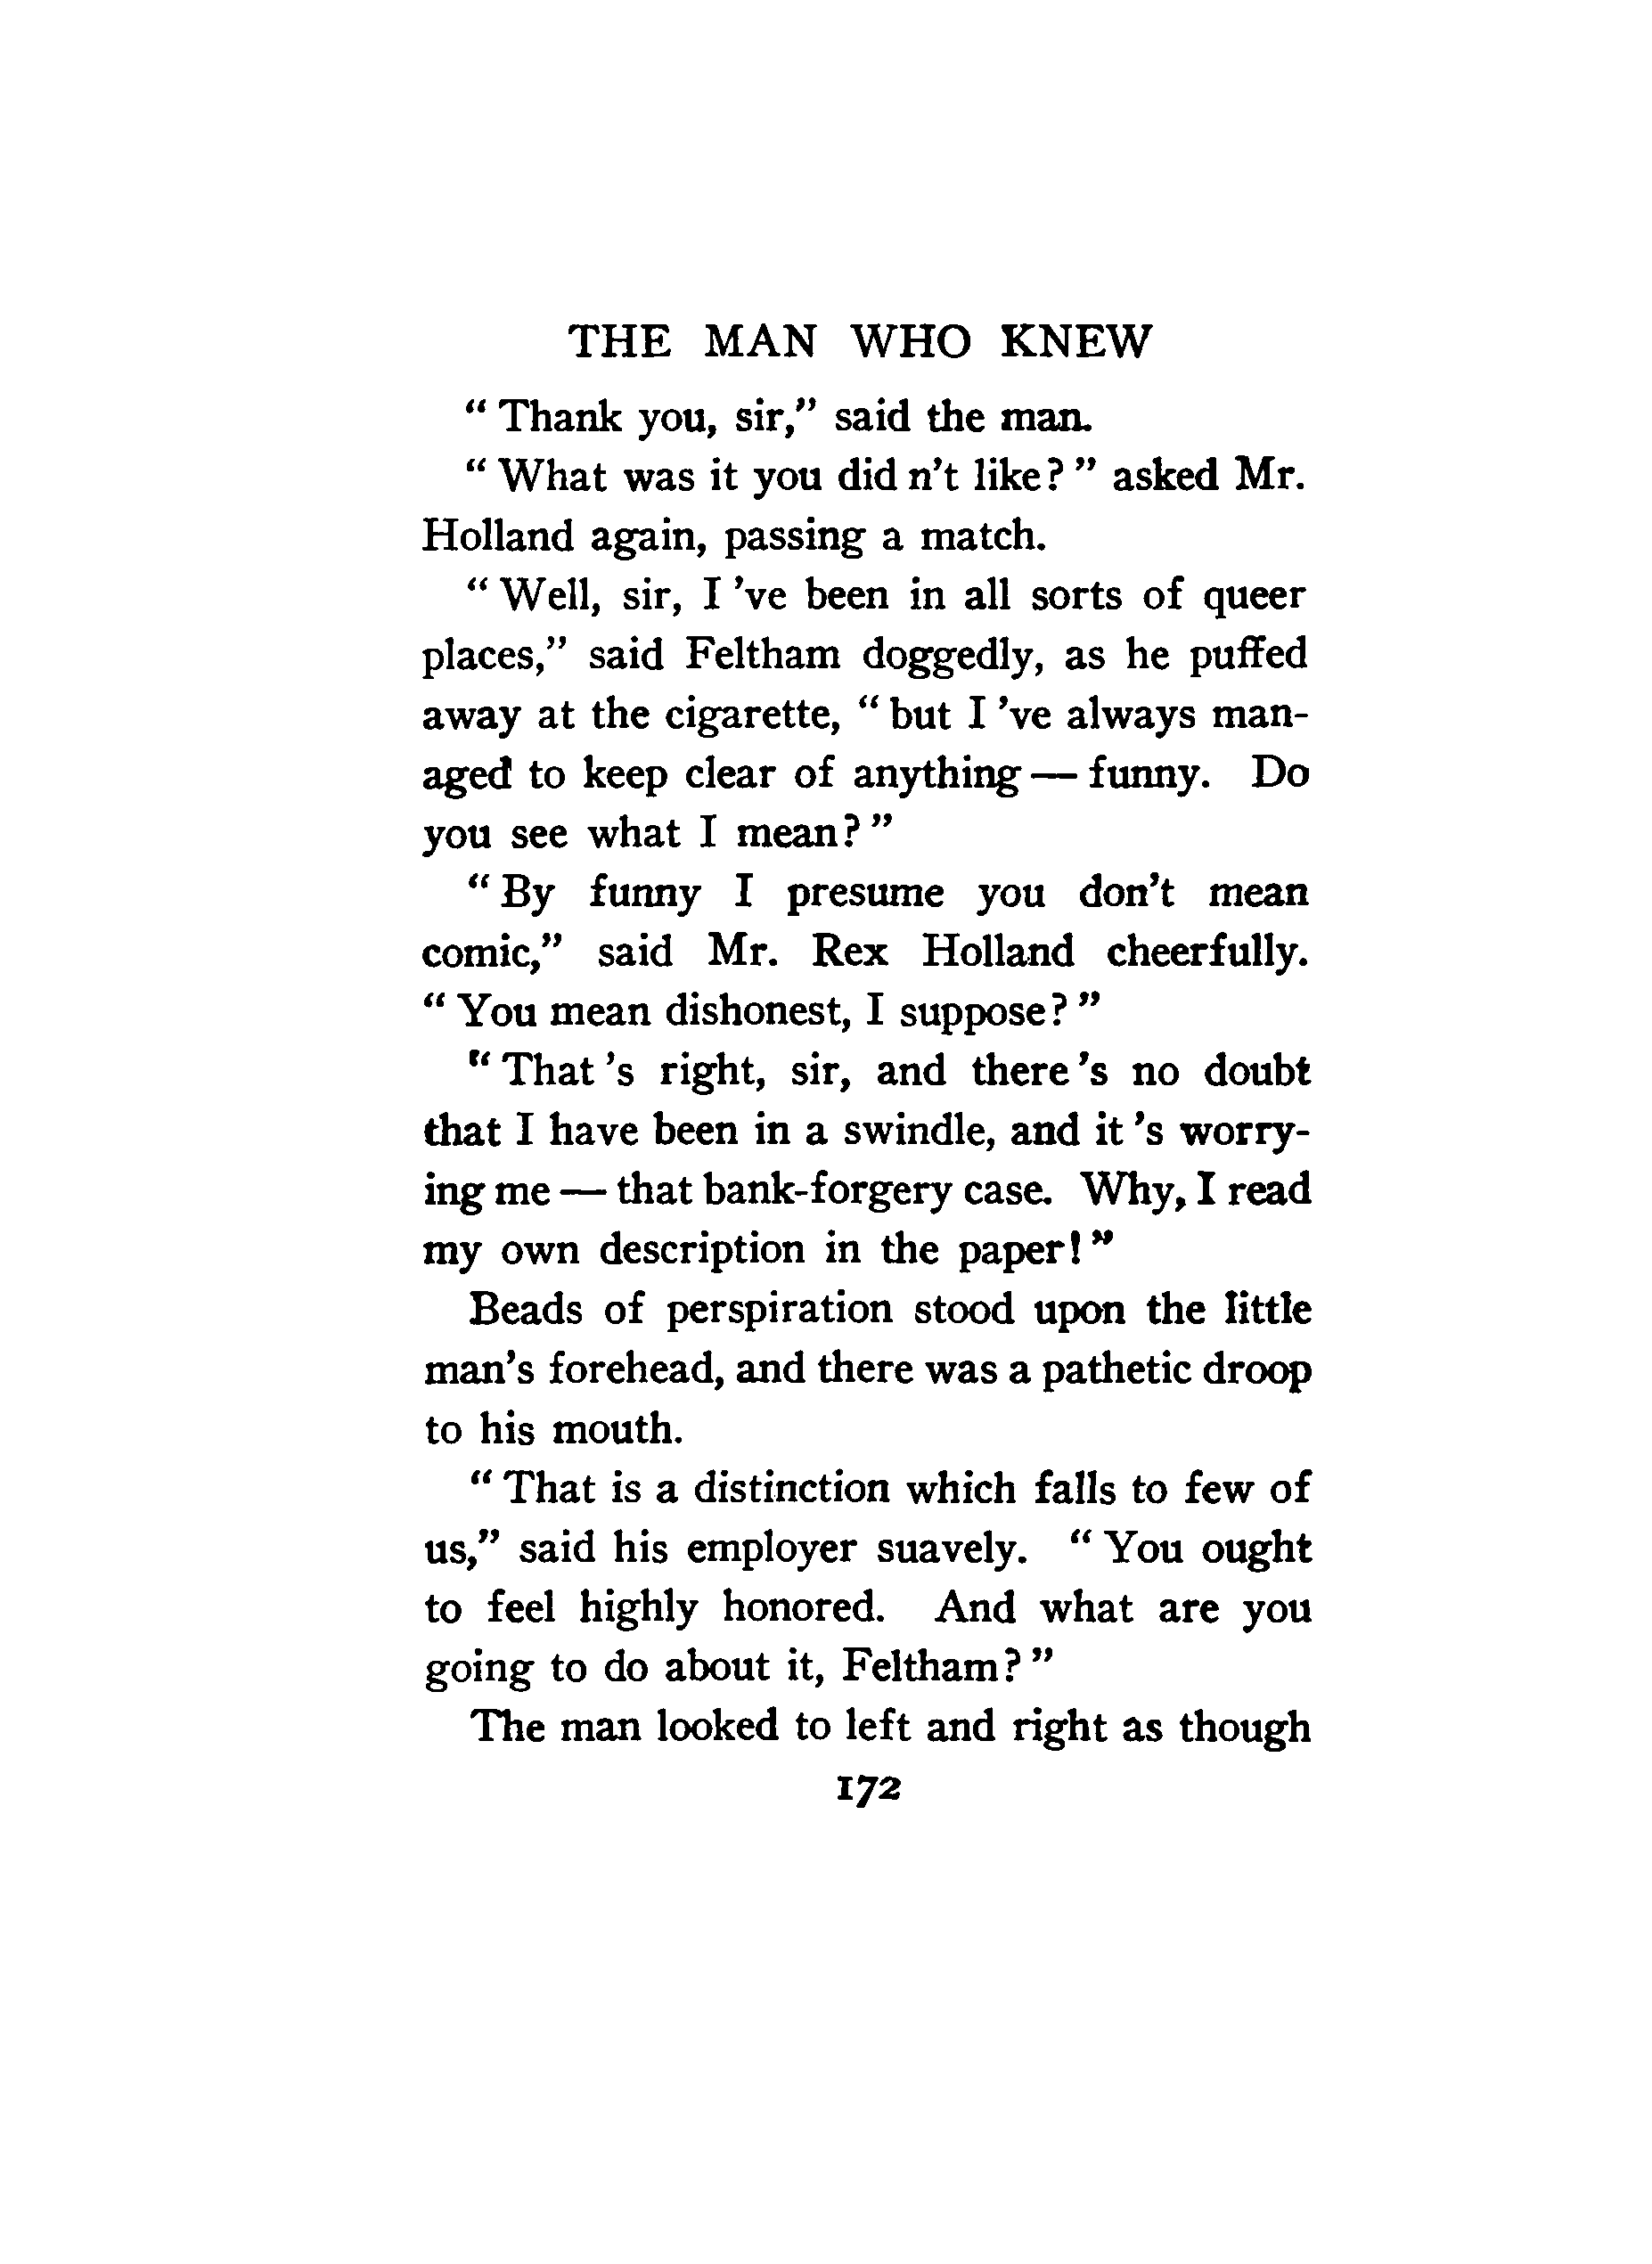 THE MAN WHO KNEW
" Thank you, sir," said the man.
" What was it you did n't like? " asked Mr.
Holland again, passing a match.
" Well, sir, I 've been in all sorts of queer
places," said Feltham doggedly, as he puffed
away at the cigarette, " but I 've always man-
aged to keep clear of anything — funny. Do
you see what I mean? "
" By funny I presume you don't mean
comic," said Mr. Rex Holland cheerfully.
" You mean dishonest, I suppose? "
" That 's right, sir, and there 's no doubt
that I have been in a swindle, and it 's worry-
ing me — that bank-forgery case. Why, I read
my own description in the paper! "
Beads of perspiration stood upon the little
man's forehead, and there was a pathetic droop
to his mouth.
" That is a distinction which falls to few of
us," said his employer suavely. " You ought
to feel highly honored. And what are you
going to do about it, Feltham? "
The man looked to left and right as though
172